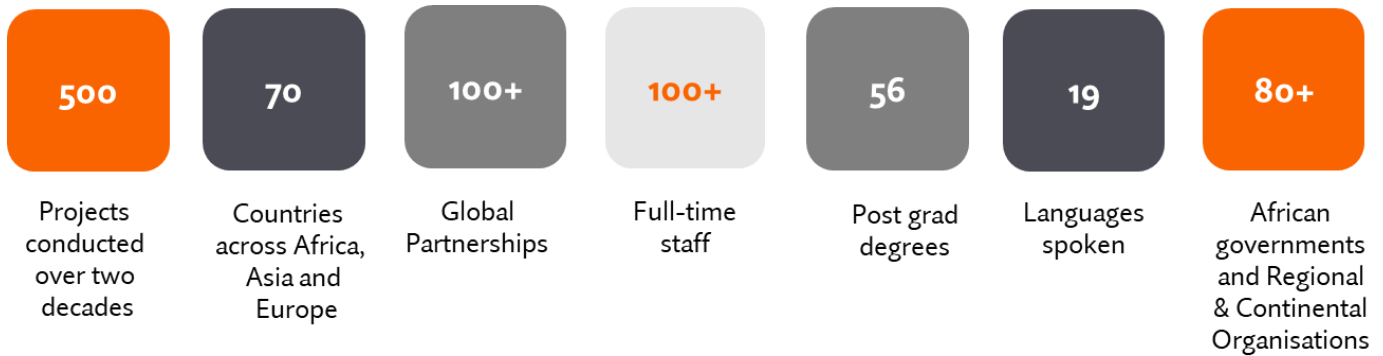 500
Projects
conducted
over two
decades
70
Countries
across Africa,
Asia and
Europe
100+
Global
Partnerships
100+
Full-time
staff
56
Post grad
degrees
19
Languages
spoken
80+
African
governments
and Regional
& Continental
Organisations